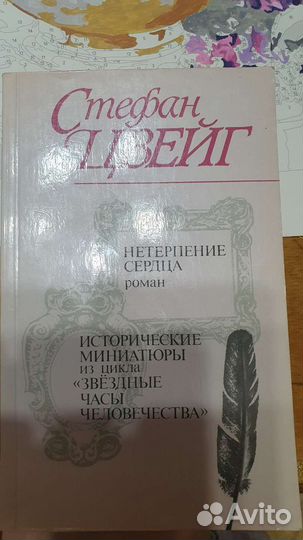 Стефан
ЦВЕЙГ
НЕТЕРПЕНИЕ
СЕРДЦА
роман
ИСТОРИЧЕСКИЕ
МИНИАТЮРЫ
из цикла
«ЗВЁЗДНЫЕ
ЧАСЫ
ЧЕЛОВЕЧЕСТВА»
Avito